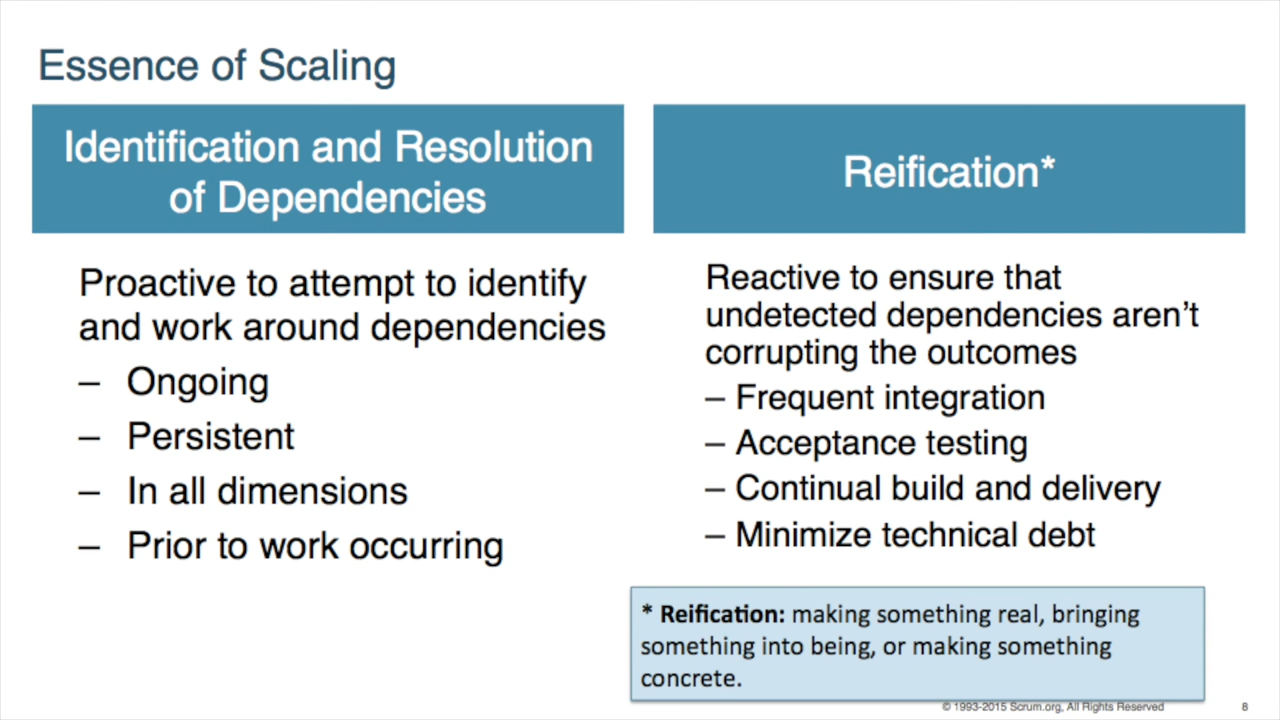 Essence of Scaling
Identification and Resolution
of Dependencies
Proactive to attempt to identify
and work around dependencies
– Ongoing
– Persistent
– In all dimensions
– Prior to work occurring
Reification*
Reactive to ensure that
undetected dependencies aren’t
corrupting the outcomes
– Frequent integration
– Acceptance testing
– Continual build and delivery
– Minimize technical debt
* Reification: making something real, bringing
something into being, or making something
concrete.
© 1993-2015 Scrum.org, All Rights Reserved 8